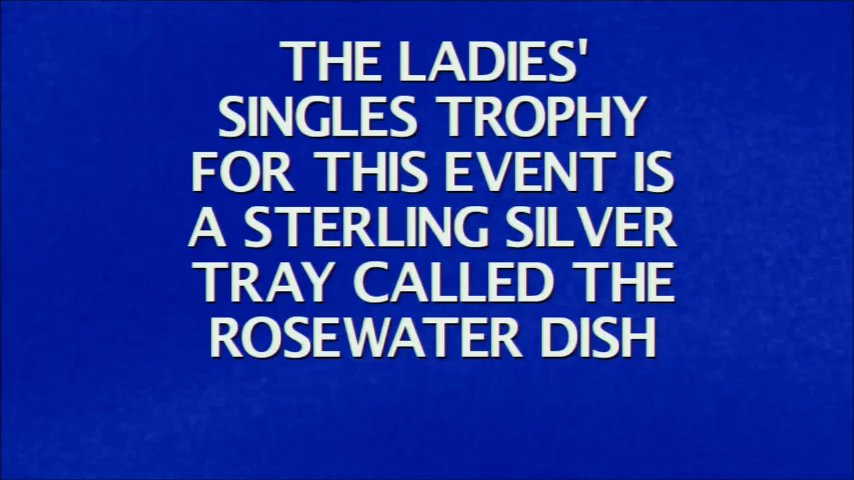 THE LADIES'
SINGLES TROPHY
FOR THIS EVENT IS
A STERLING SILVER
TRAY CALLED THE
ROSEWATER DISH